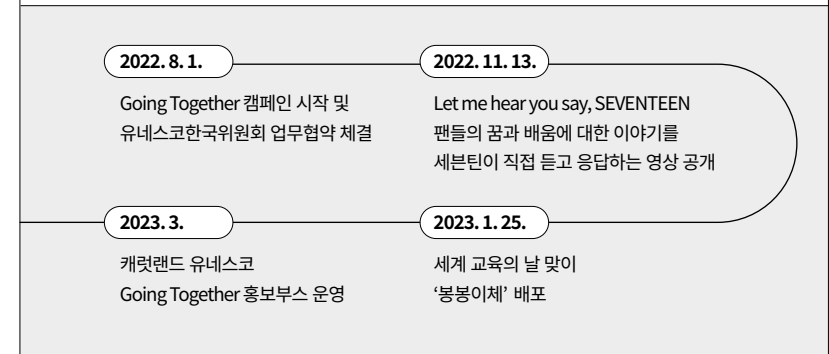 2022. 8. 1.
Going Together 캠페인 시작 및
유네스코한국위원회 업무협약 체결
2022. 11. 13.
Let me hear you say, SEVENTEEN
팬들의 꿈과 배움에 대한 이야기를
세븐틴이 직접 듣고 응답하는 영상 공개
2023. 1. 25.
세계 교육의 날 맞이
‘봉봉이체’ 배포
2023. 3.
캐럿랜드 유네스코
Going Together 홍보부스 운영